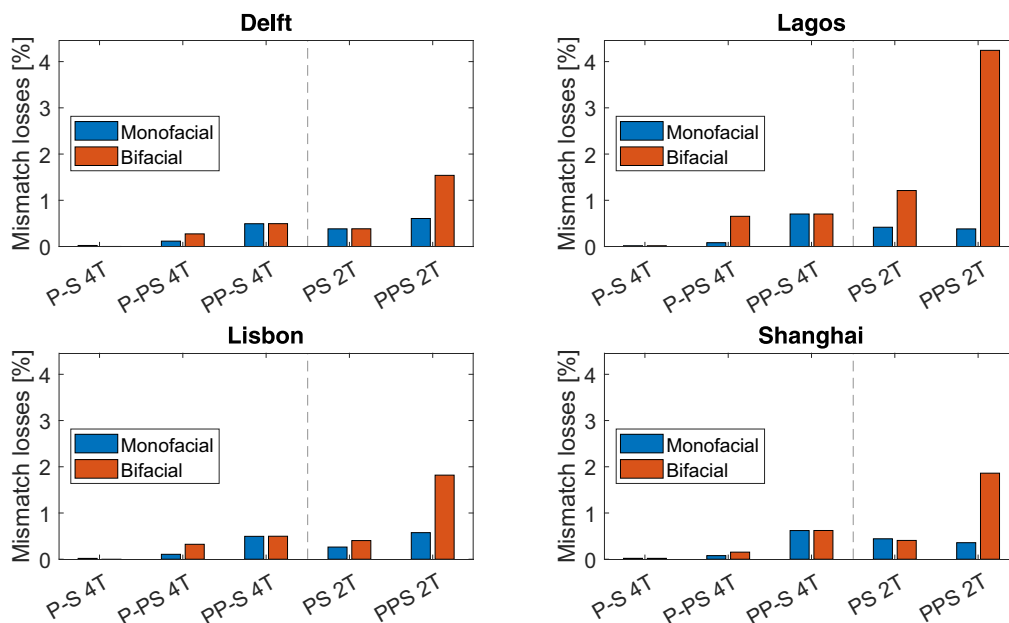 Delft
Mismatch losses [%]
4
3
2
1
0
Monofacial
Bifacial
P-S 4T
P-PS 4T
PP-S 4T
PS 2T
PPS 2T
Lagos
Mismatch losses [%]
4
3
2
1
0
Monofacial
Bifacial
P-S 4T
P-PS 4T
PP-S 4T
PS 2T
PPS 2T
Lisbon
Mismatch losses [%]
4
3
2
1
0
Monofacial
Bifacial
P-S 4T
P-PS 4T
PP-S 4T
PS 2T
PPS 2T
Shanghai
Mismatch losses [%]
4
3
2
1
0
Monofacial
Bifacial
P-S 4T
P-PS 4T
PP-S 4T
PS 2T
PPS 2T